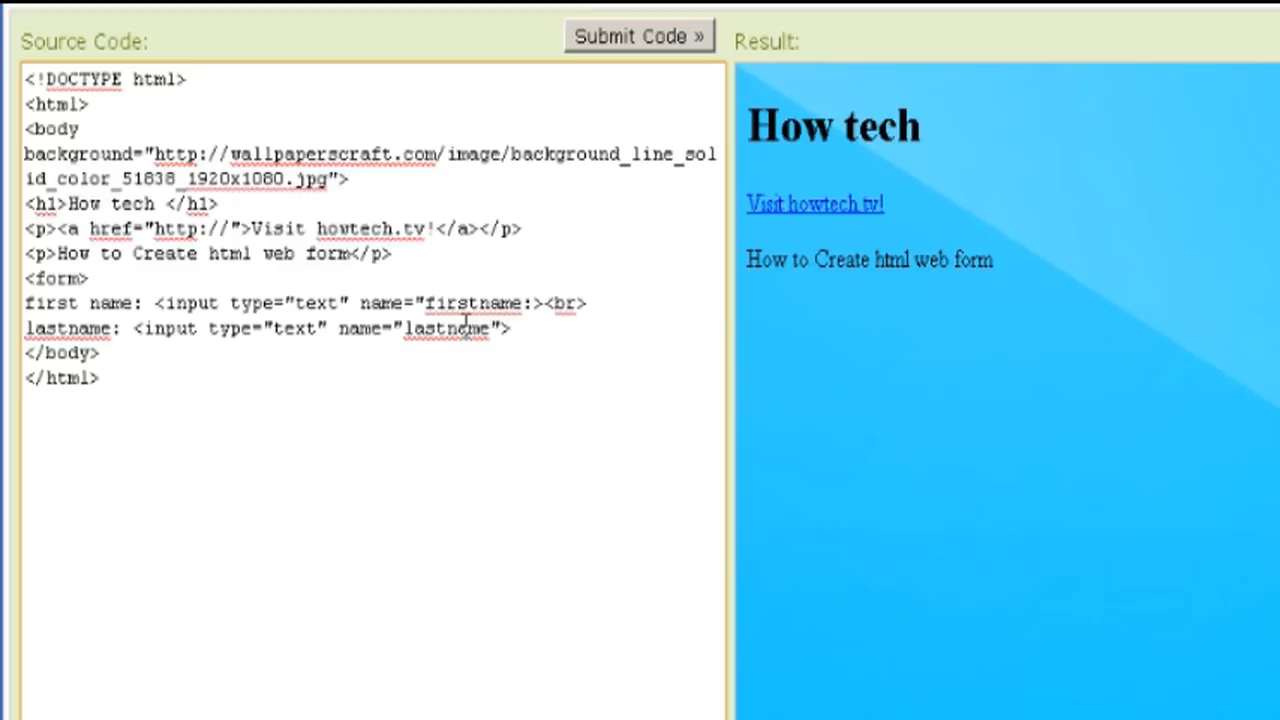 Source Code:
Submit Code »
Result:
<!DOCTYPE html>
<html>
<body
background="http://wallpaperscraft.com/image/background_line_sol
id_color_51838_1920x1080.jpg">
<h1>How tech </h1>
<p><a href="http://">Visit howtech.tv!</a></p>
<p>How to Create html web form</p>
<form>
first name: <input type="text" name="firstname:><br>
lastname: <input type="text" name="lastname">
</body>
</html>
How tech
Visit howtech.tv!
How to Create html web form